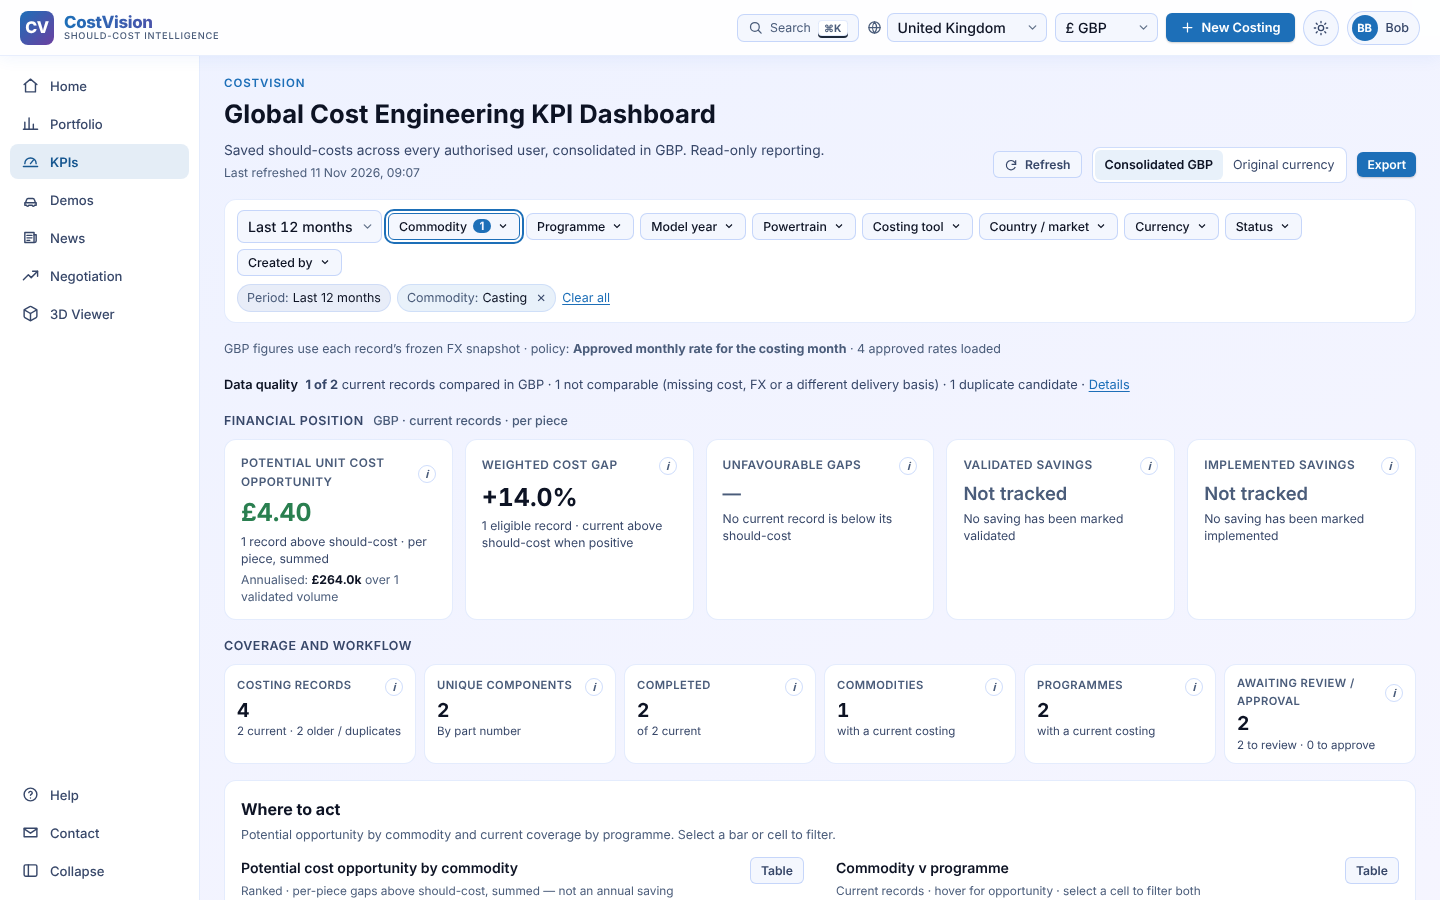 CV
CostVision
SHOULD-COST INTELLIGENCE
Search ⌘K
United Kingdom
£ GBP
+ New Costing
BB
Bob
Home
Portfolio
KPIs
Demos
News
Negotiation
3D Viewer
Help
Contact
Collapse
COSTVISION
Global Cost Engineering KPI Dashboard
Saved should-costs across every authorised user, consolidated in GBP. Read-only reporting.
Last refreshed 11 Nov 2026, 09:07
Refresh
Consolidated GBP
Original currency
Export
Last 12 months
Commodity 1
Programme
Model year
Powertrain
Costing tool
Country / market
Currency
Status
Created by
Period: Last 12 months
Commodity: Casting ×
Clear all
GBP figures use each record’s frozen FX snapshot · policy: Approved monthly rate for the costing month · 4 approved rates loaded
Data quality 1 of 2 current records compared in GBP · 1 not comparable (missing cost, FX or a different delivery basis) · 1 duplicate candidate · Details
FINANCIAL POSITION GBP · current records · per piece
POTENTIAL UNIT COST
OPPORTUNITY
i
£4.40
1 record above should-cost · per
piece, summed
Annualised: £264.0k over 1
validated volume
WEIGHTED COST GAP
i
+14.0%
1 eligible record · current above
should-cost when positive
UNFAVOURABLE GAPS
i
—
No current record is below its
should-cost
VALIDATED SAVINGS
i
Not tracked
No saving has been marked
validated
IMPLEMENTED SAVINGS
i
Not tracked
No saving has been marked
implemented
COVERAGE AND WORKFLOW
COSTING RECORDS
i
4
2 current · 2 older / duplicates
UNIQUE COMPONENTS
i
2
By part number
COMPLETED
i
2
of 2 current
COMMODITIES
i
1
with a current costing
PROGRAMMES
i
2
with a current costing
AWAITING REVIEW /
APPROVAL
i
2
2 to review · 0 to approve
Where to act
Potential opportunity by commodity and current coverage by programme. Select a bar or cell to filter.
Potential cost opportunity by commodity
Table
Ranked · per-piece gaps above should-cost, summed — not an annual saving
Commodity v programme
Table
Current records · hover for opportunity · select a cell to filter both